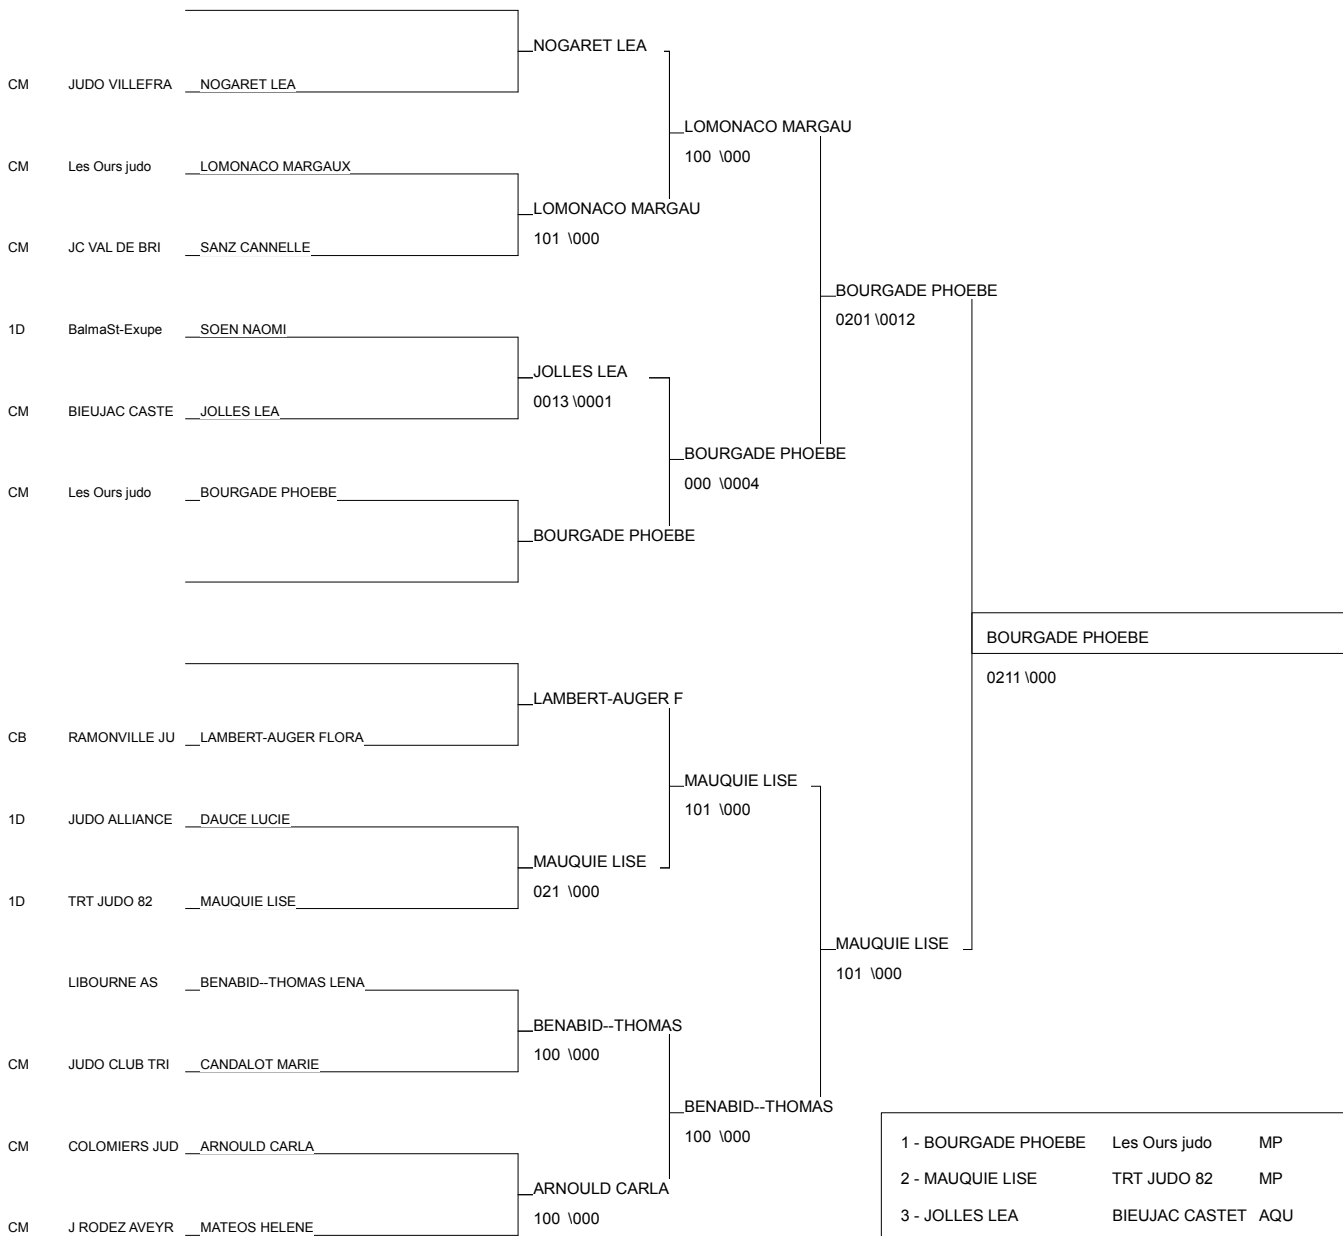 NOGARET LEA
CM JUDO VILLEFRA NOGARET LEA
LOMONACO MARGAU
100 \000
CM Les Ours judo LOMONACO MARGAUX
LOMONACO MARGAU
101 \000
CM JC VAL DE BRI SANZ CANNELLE
BOURGADE PHOEBE
0201 \0012
1D BalmaSt-Exupe SOEN NAOMI
JOLLES LEA
0013 \0001
CM BIEUJAC CASTE JOLLES LEA
BOURGADE PHOEBE
000 \0004
CM Les Ours judo BOURGADE PHOEBE
BOURGADE PHOEBE
BOURGADE PHOEBE
0211 \000
LAMBERT-AUGER F
CB RAMONVILLE JU LAMBERT-AUGER FLORA
MAUQUIE LISE
101 \000
1D JUDO ALLIANCE DAUCE LUCIE
MAUQUIE LISE
021 \000
1D TRT JUDO 82 MAUQUIE LISE
MAUQUIE LISE
101 \000
LIBOURNE AS BENABID--THOMAS LENA
BENABID--THOMAS
100 \000
CM JUDO CLUB TRI CANDALOT MARIE
BENABID--THOMAS
100 \000
CM COLOMIERS JUD ARNOULD CARLA
ARNOULD CARLA
100 \000
CM J RODEZ AVEYR MATEOS HELENE
1 - BOURGADE PHOEBE Les Ours judo MP
2 - MAUQUIE LISE TRT JUDO 82 MP
3 - JOLLES LEA BIEUJAC CASTET AQU